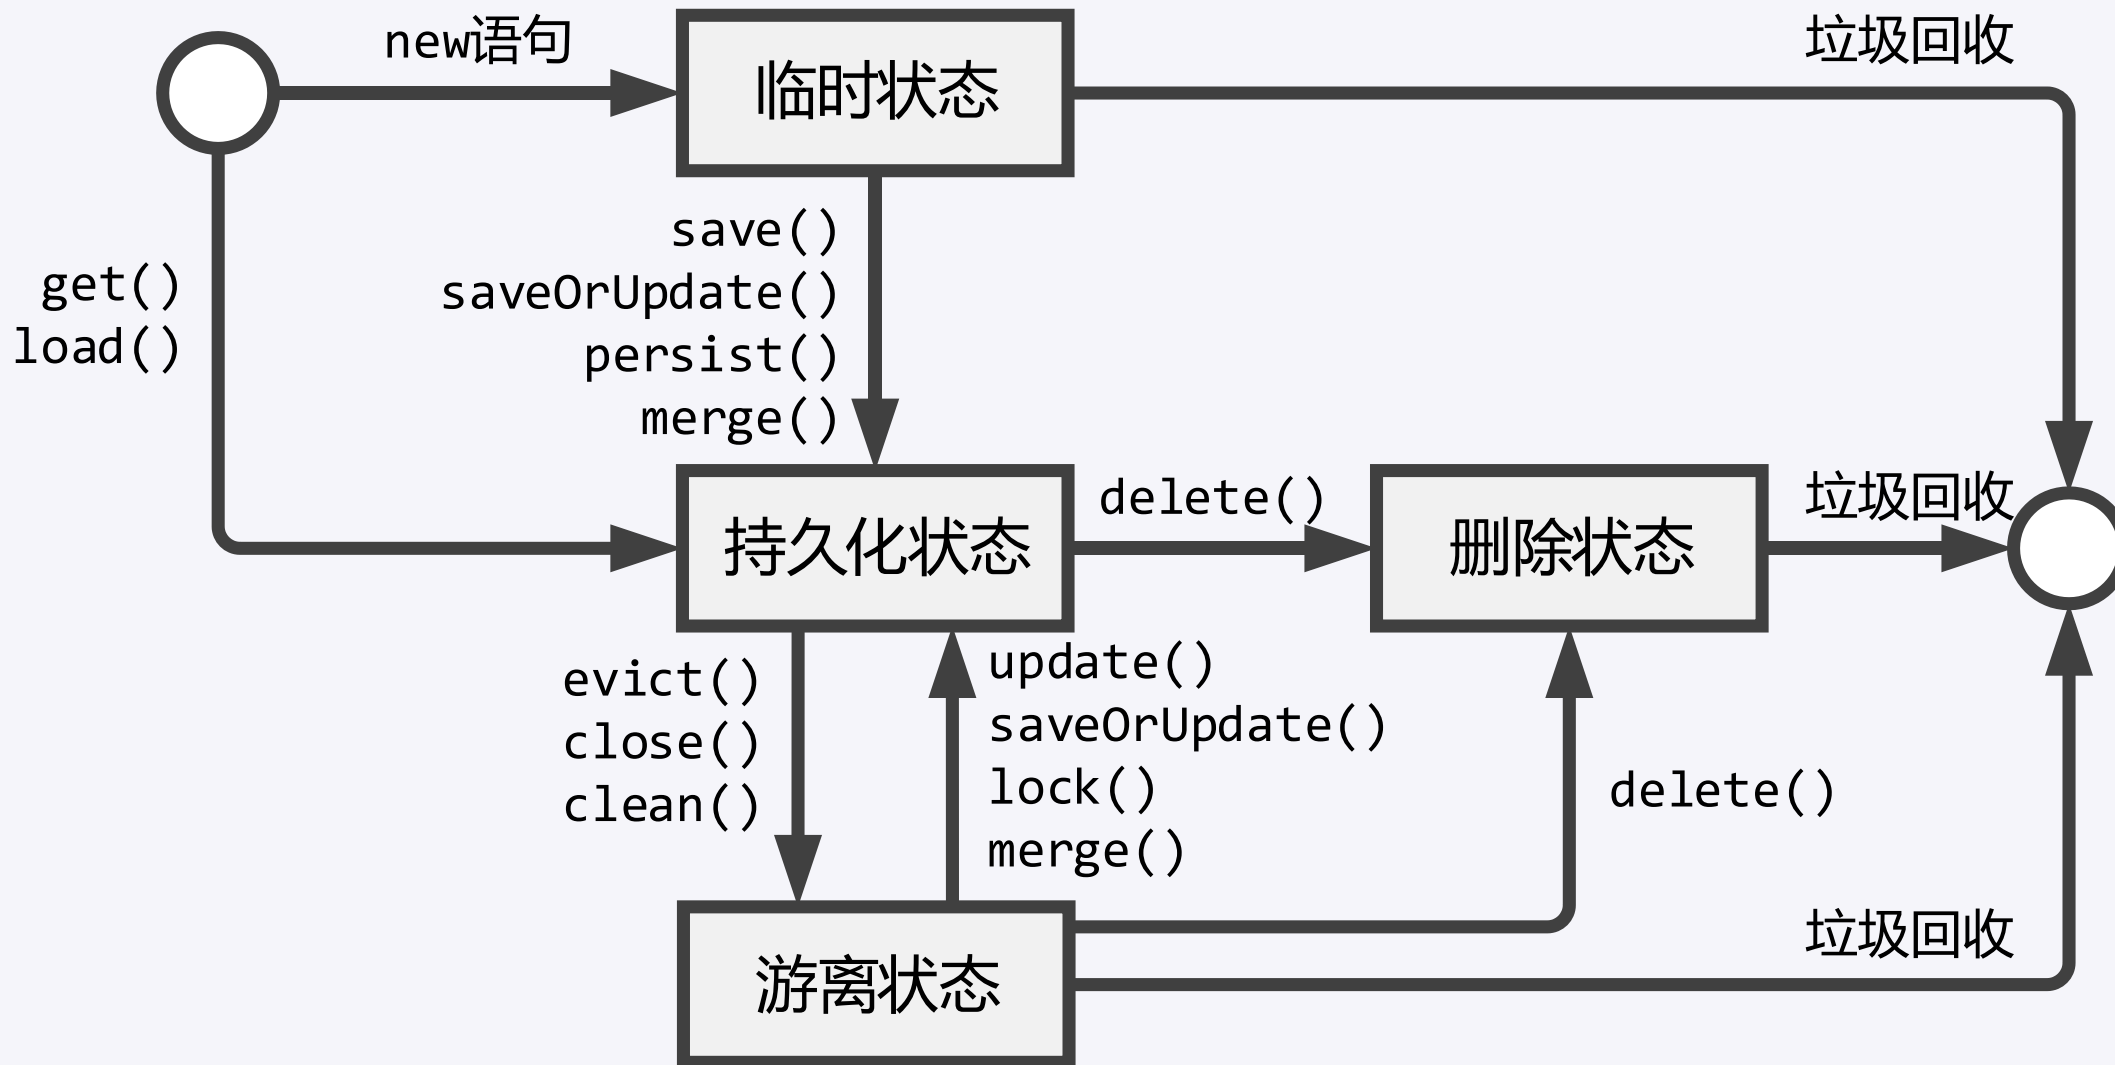 new语句
临时状态
垃圾回收
get()
load()
save()
saveOrUpdate()
persist()
merge()
持久化状态
delete()
删除状态
垃圾回收
evict()
close()
clean()
update()
saveOrUpdate()
lock()
merge()
delete()
游离状态
垃圾回收